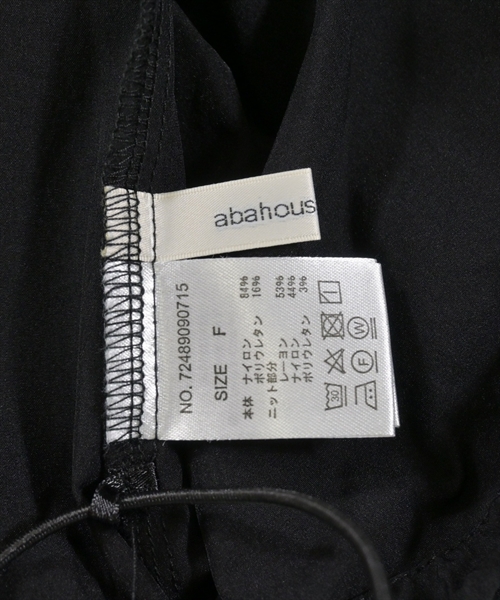 abahous
NO. 72489090715
SIZE F
本体 ナイロン 84%
ポリウレタン 16%
ニット部分
レーヨン 53%
ナイロン 44%
ポリウレタン 3%
30
F
W